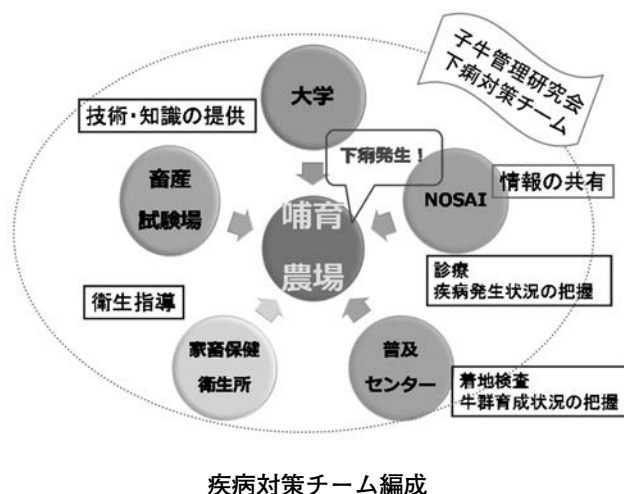 子牛管理研究会
下痢対策チーム
大学
技術・知識の提供
下痢発生！
畜産
試験場
哺育
農場
NOSAI
情報の共有
診療
疾病発生状況の把握
衛生指導
家畜保健
衛生所
普及
センター
着地検査
牛群育成状況の把握
疾病対策チーム編成